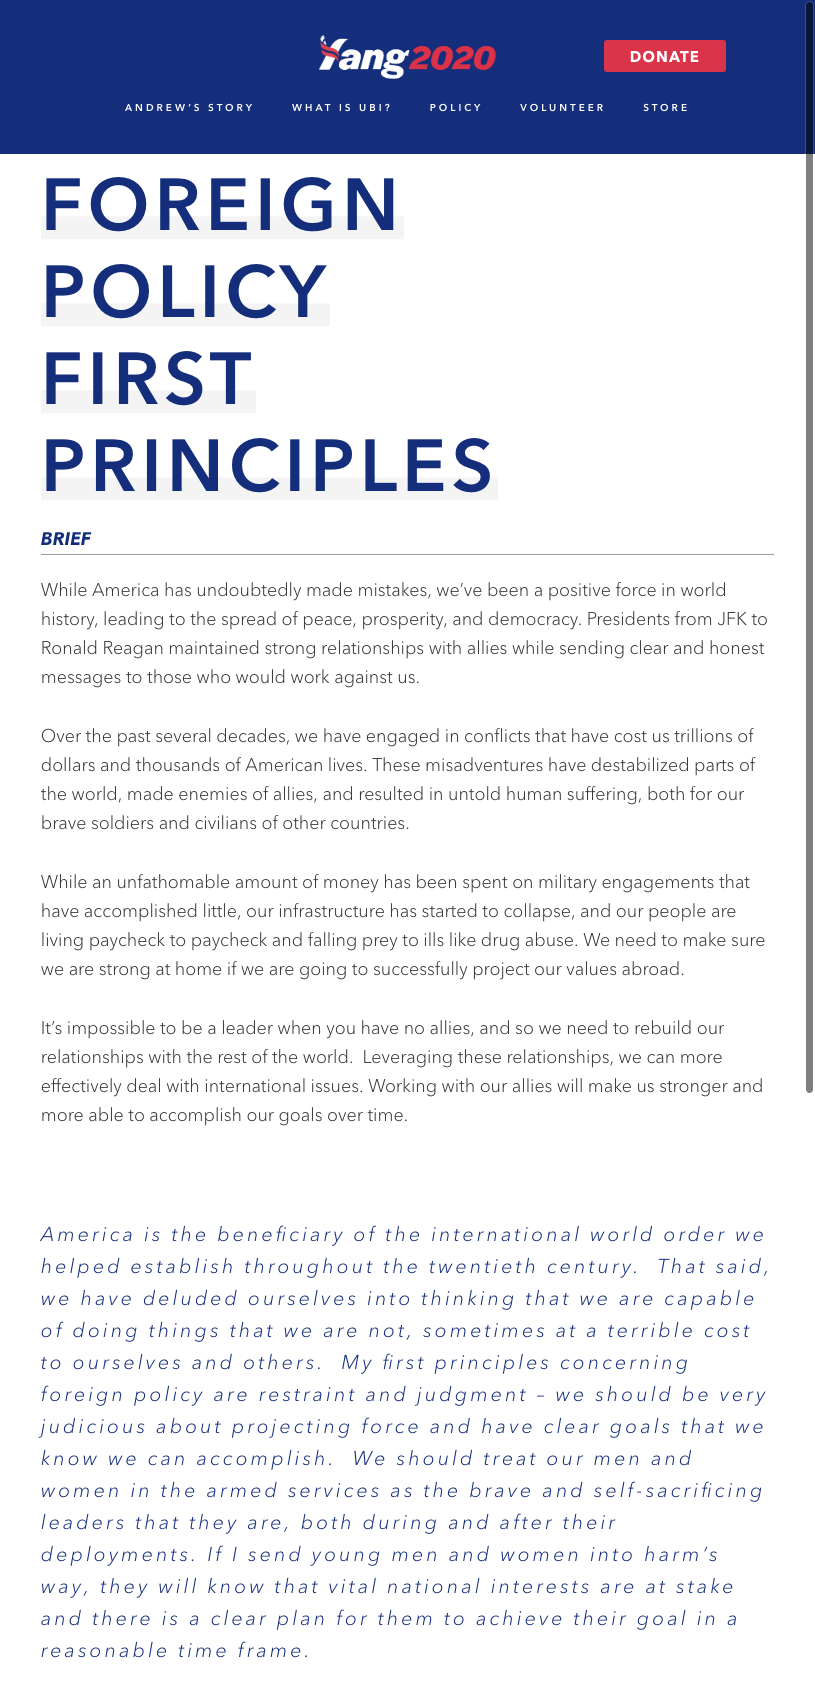 Yang2020
DONATE
ANDREW'S STORY WHAT IS UBI? POLICY VOLUNTEER STORE
FOREIGN
POLICY
FIRST
PRINCIPLES
BRIEF
While America has undoubtedly made mistakes, we've been a positive force in world
history, leading to the spread of peace, prosperity, and democracy. Presidents from JFK to
Ronald Reagan maintained strong relationships with allies while sending clear and honest
messages to those who would work against us.
Over the past several decades, we have engaged in conflicts that have cost us trillions of
dollars and thousands of American lives. These misadventures have destabilized parts of
the world, made enemies of allies, and resulted in untold human suffering, both for our
brave soldiers and civilians of other countries.
While an unfathomable amount of money has been spent on military engagements that
have accomplished little, our infrastructure has started to collapse, and our people are
living paycheck to paycheck and falling prey to ills like drug abuse. We need to make sure
we are strong at home if we are going to successfully project our values abroad.
It's impossible to be a leader when you have no allies, and so we need to rebuild our
relationships with the rest of the world.  Leveraging these relationships, we can more
effectively deal with international issues. Working with our allies will make us stronger and
more able to accomplish our goals over time.
America is the beneficiary of the international world order we
helped establish throughout the twentieth century.  That said,
we have deluded ourselves into thinking that we are capable
of doing things that we are not, sometimes at a terrible cost
to ourselves and others.  My first principles concerning
foreign policy are restraint and judgment – we should be very
judicious about projecting force and have clear goals that we
know we can accomplish.  We should treat our men and
women in the armed services as the brave and self-sacrificing
leaders that they are, both during and after their
deployments. If I send young men and women into harm's
way, they will know that vital national interests are at stake
and there is a clear plan for them to achieve their goal in a
reasonable time frame.